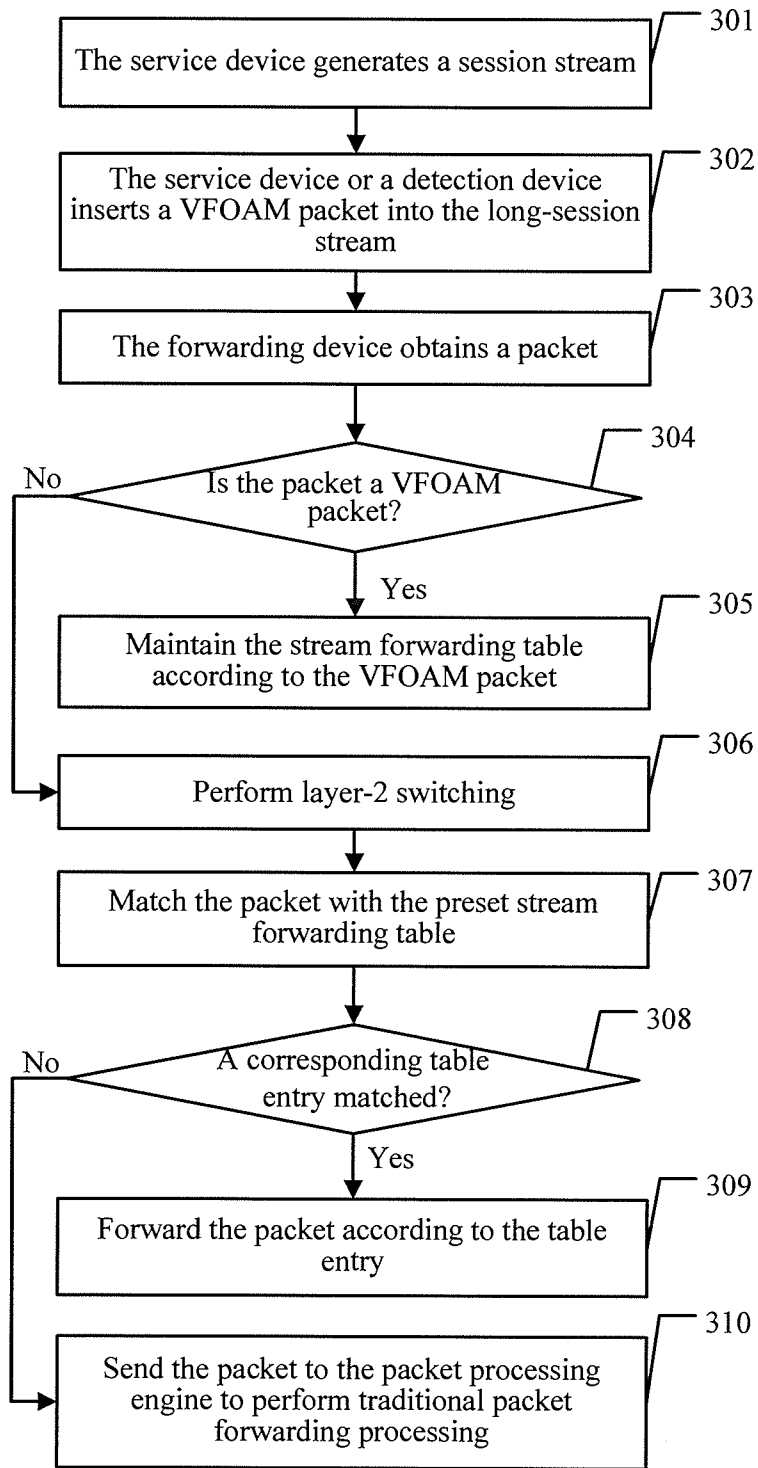 301
The service device generates a session stream
302
The service device or a detection device
inserts a VFOAM packet into the long-session
stream
303
The forwarding device obtains a packet
304
No
Is the packet a VFOAM
packet?
Yes
305
Maintain the stream forwarding table
according to the VFOAM packet
306
Perform layer-2 switching
307
Match the packet with the preset stream
forwarding table
308
No
A corresponding table
entry matched?
Yes
309
Forward the packet according to the table
entry
310
Send the packet to the packet processing
engine to perform traditional packet
forwarding processing